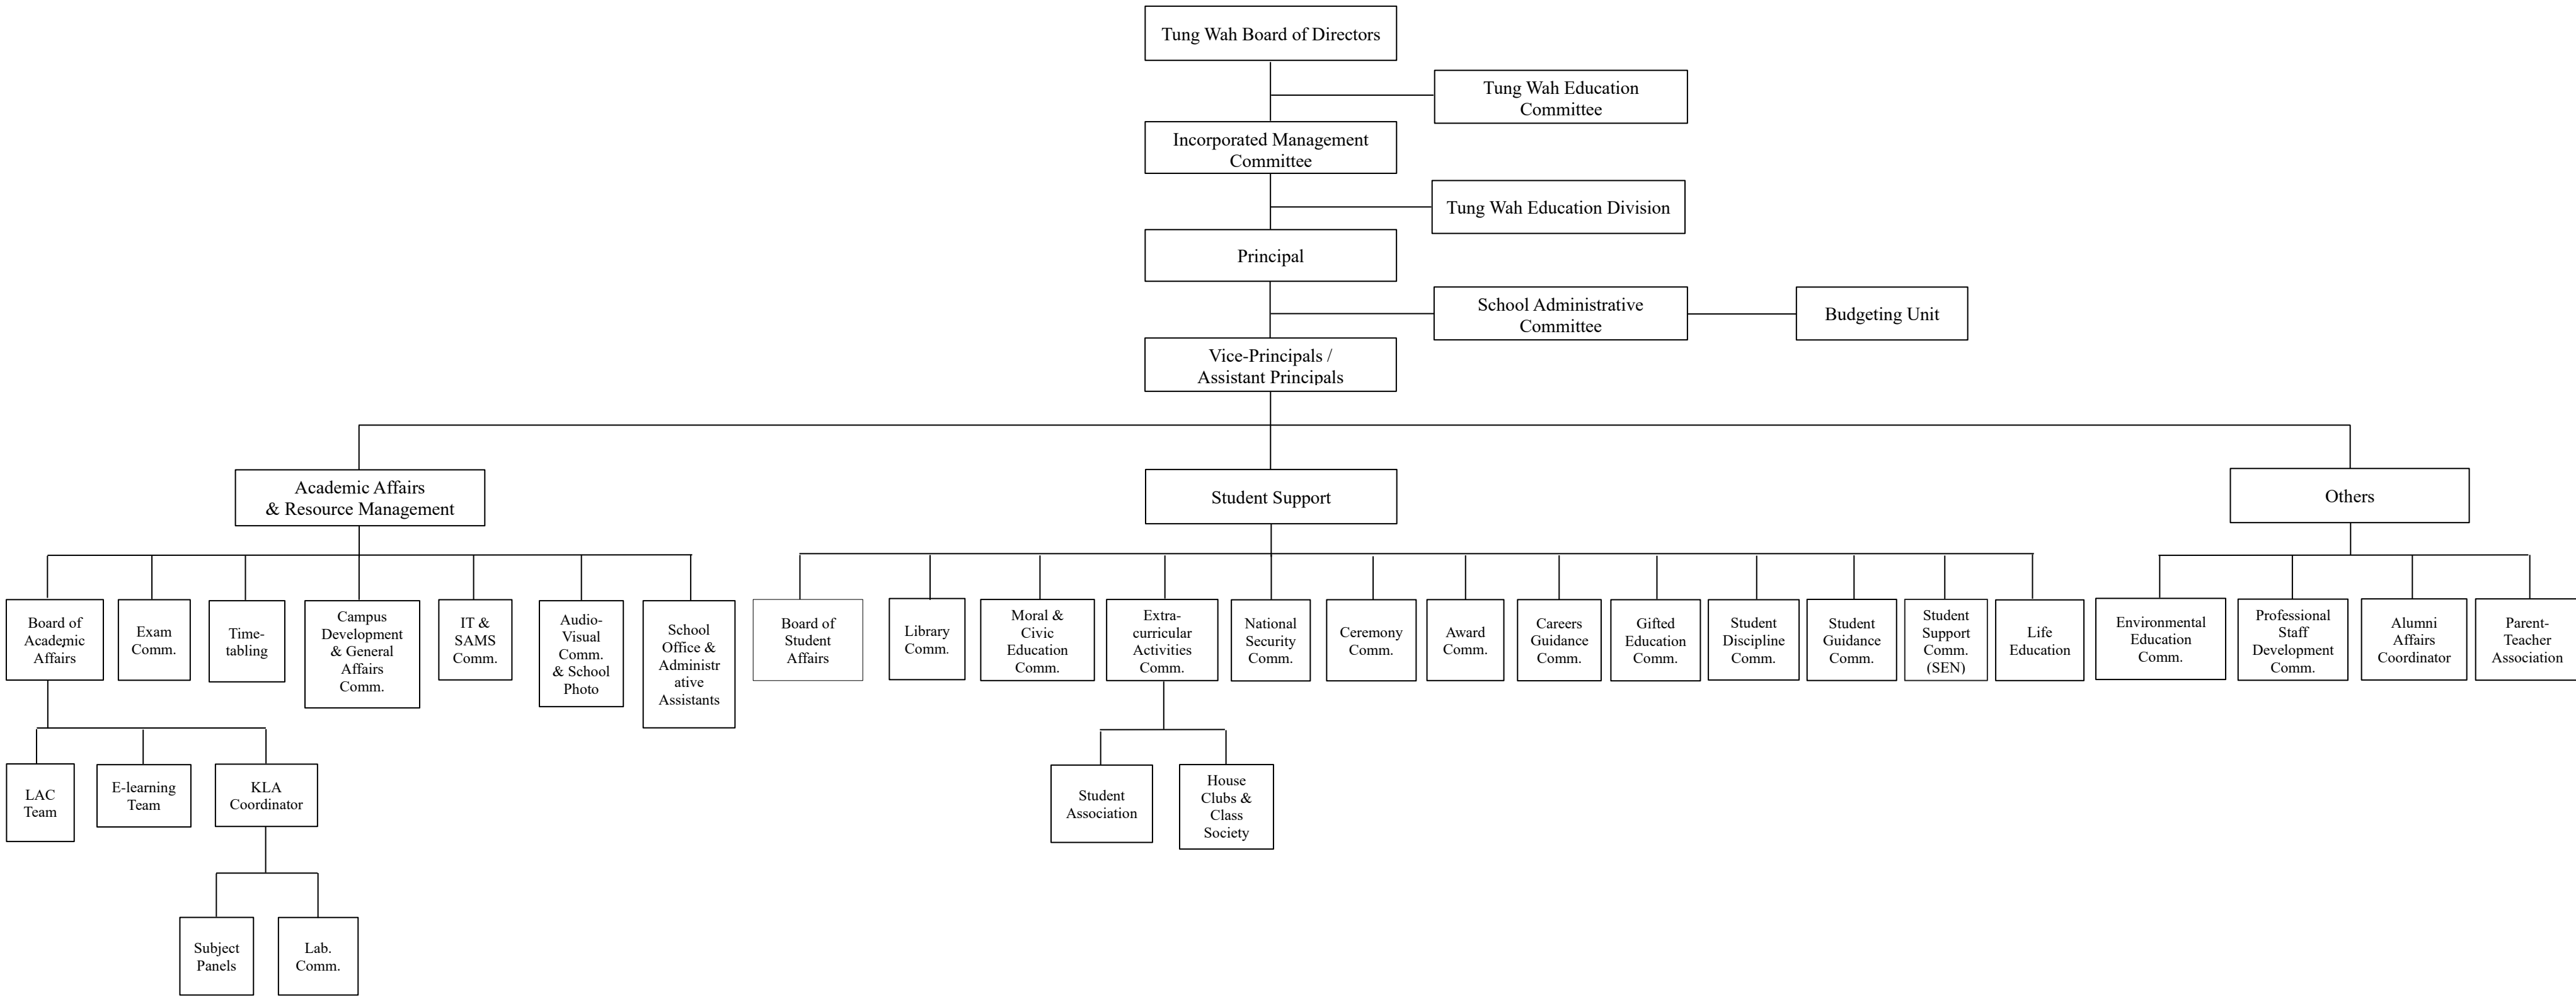 Tung Wah Board of Directors
Tung Wah Education
Committee
Incorporated Management
Committee
Tung Wah Education Division
Principal
School Administrative
Committee
Budgeting Unit
Vice-Principals /
Assistant Principals
Academic Affairs
& Resource Management
Student Support
Others
Board of
Academic
Affairs
Exam
Comm.
Time-
tabling
Campus
Development
& General
Affairs
Comm.
IT &
SAMS
Comm.
Audio-
Visual
Comm.
& School
Photo
School
Office &
Administr
ative
Assistants
Board of
Student
Affairs
Library
Comm.
Moral &
Civic
Education
Comm.
Extra-
curricular
Activities
Comm.
National
Security
Comm.
Ceremony
Comm.
Award
Comm.
Careers
Guidance
Comm.
Gifted
Education
Comm.
Student
Discipline
Comm.
Student
Guidance
Comm.
Student
Support
Comm.
(SEN)
Life
Education
Environmental
Education
Comm.
Professional
Staff
Development
Comm.
Alumni
Affairs
Coordinator
Parent-
Teacher
Association
LAC
Team
E-learning
Team
KLA
Coordinator
Student
Association
House
Clubs &
Class
Society
Subject
Panels
Lab.
Comm.